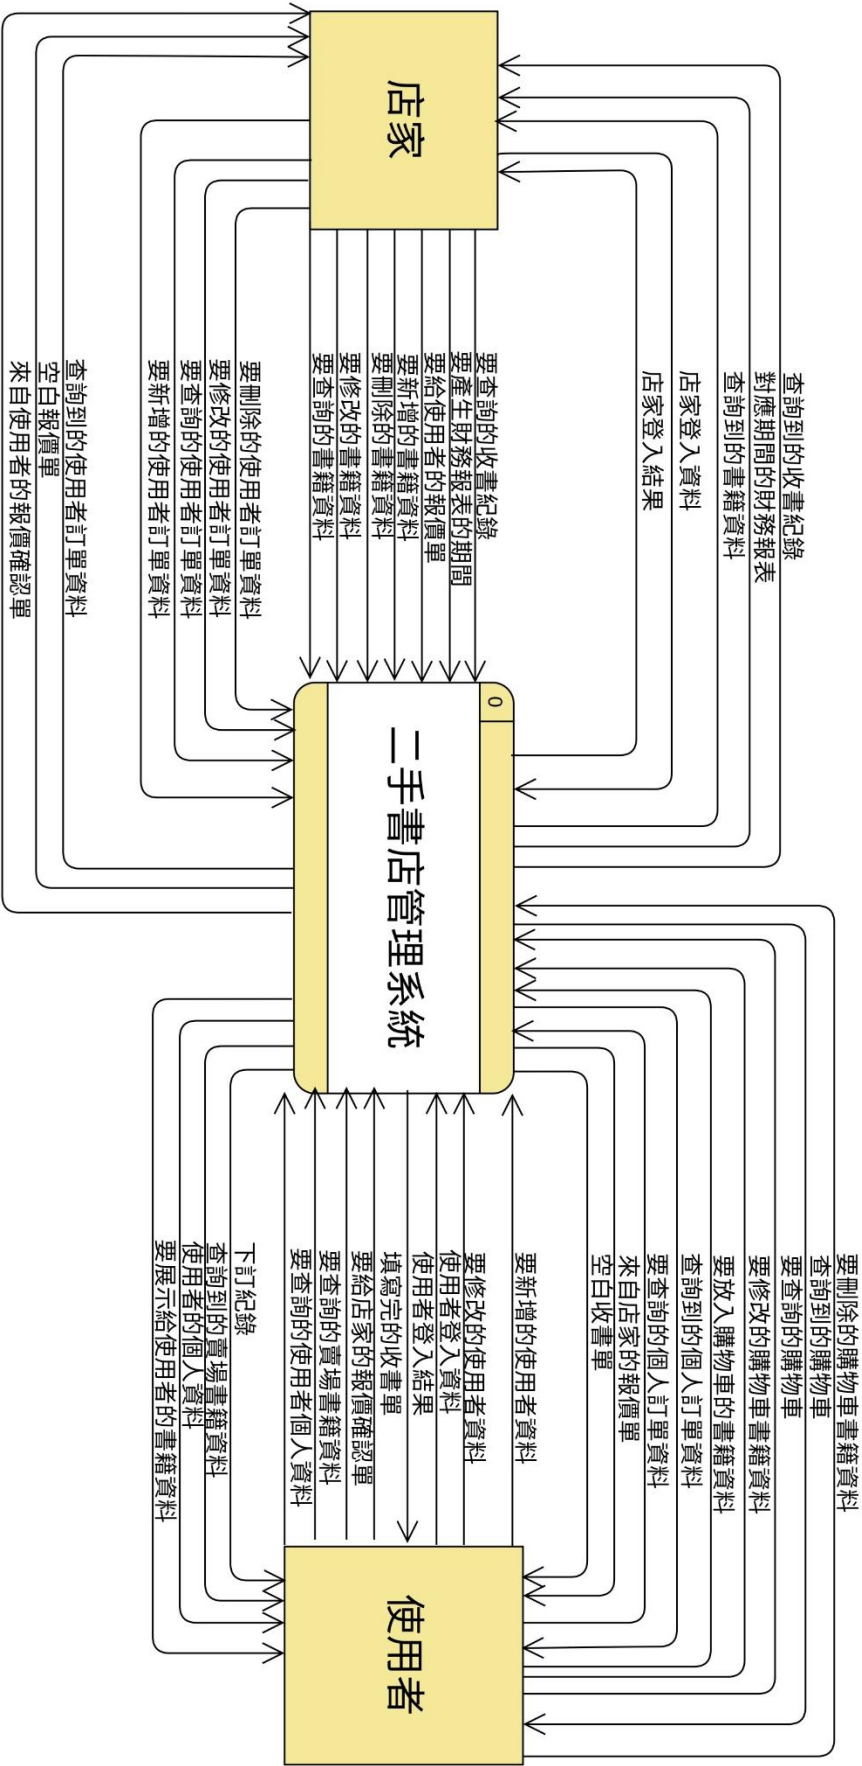 查詢到的收書紀錄
對應期間的財務報表
查詢到的書籍資料
店家登入資料
店家登入結果
店家
要查詢的收書紀錄
要產生財務報表的期間
要給使用者的報價單
要新增的書籍資料
要刪除的書籍資料
要修改的書籍資料
要查詢的書籍資料
要刪除的使用者訂單資料
要修改的使用者訂單資料
要查詢的使用者訂單資料
要新增的使用者訂單資料
查詢到的使用者訂單資料
空白報價單
來自使用者的報價確認單
0
二手書店管理系統
要刪除的購物車書籍資料
查詢到的購物車
要查詢的購物車
要修改的購物車書籍資料
要放入購物車的書籍資料
查詢到的個人訂單資料
要查詢的個人訂單資料
來自店家的報價單
空白收書單
要新增的使用者資料
要修改的使用者資料
使用者登入資料
使用者登入結果
填寫完的收書單
要給店家的報價確認單
要查詢的賣場書籍資料
要查詢的使用者個人資料
下訂紀錄
查詢到的賣場書籍資料
使用者的個人資料
要展示給使用者的書籍資料
使用者